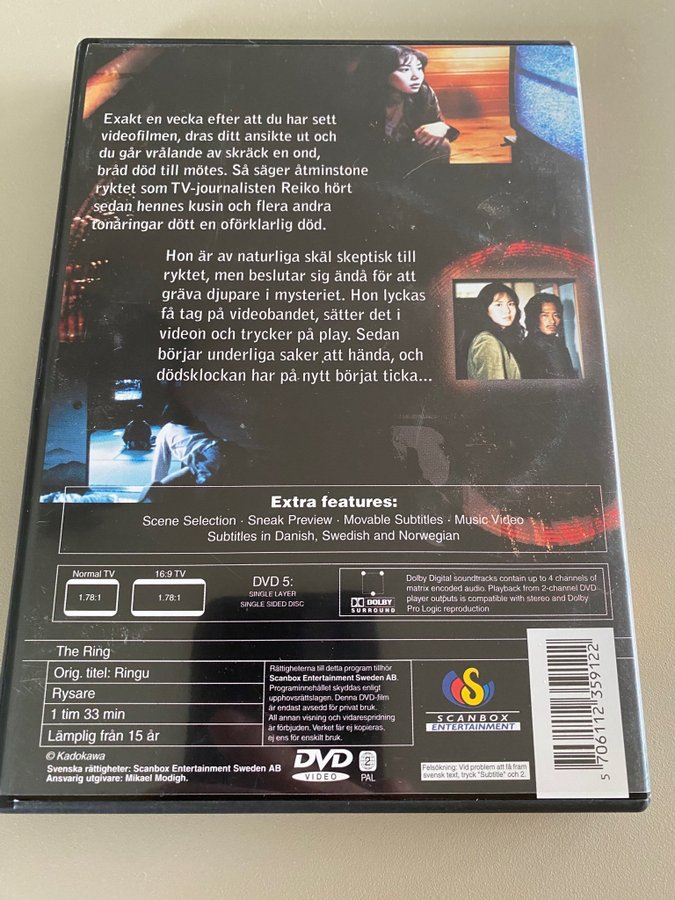 Exakt en vecka efter att du har sett
videofilmen, dras ditt ansikte ut och
du går vrålande av skräck en ond,
bråd död till mötes. Så säger åtminstone
ryktet som TV-journalisten Reiko hört
sedan hennes kusin och flera andra
tonåringar dött en oförklarlig död.
Hon är av naturliga skäl skeptisk till
ryktet, men beslutar sig ändå för att
gräva djupare i mysteriet. Hon lyckas
få tag på videobandet, sätter det i
videon och trycker på play. Sedan
börjar underliga saker att hända, och
dödsklockan har på nytt börjat ticka...
Extra features:
Scene Selection · Sneak Preview · Movable Subtitles · Music Video
Subtitles in Danish, Swedish and Norwegian
Normal TV
1.78:1
16:9 TV
1.78:1
DVD 5:
SINGLE LAYER
SINGLE SIDED DISC
DOLBY
SURROUND
Dolby Digital soundtracks contain up to 4 channels of
matrix encoded audio. Playback from 2-channel DVD
player outputs is compatible with stereo and Dolby
Pro Logic reproduction
The Ring
Orig. titel: Ringu
Rysare
1 tim 33 min
Lämplig från 15 år
Rättigheterna till detta program tillhör
Scanbox Entertainment Sweden AB.
Programinnehållet skyddas enligt
upphovsrättslagen. Denna DVD-film
är endast avsedd för privat bruk.
All annan visning och vidarespridning
är förbjuden. Verket får ej kopieras,
ej ens för enskilt bruk.
S
SCANBOX
ENTERTAINMENT
© Kadokawa
Svenska rättigheter: Scanbox Entertainment Sweden AB
Ansvarig utgivare: Mikael Modigh.
DVD
VIDEO
2
PAL
Felsökning: Vid problem att få fram
svensk text, tryck "Subtitle" och 2.
5 706112 359122